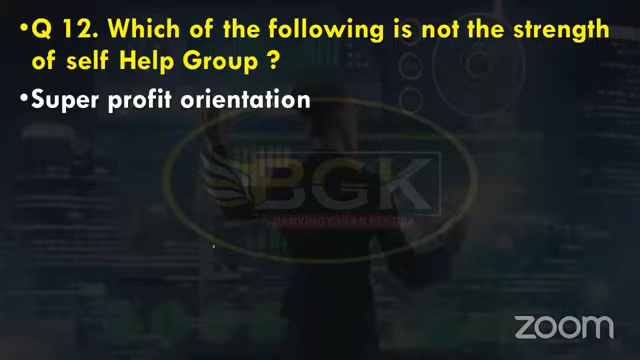 •Q 12. Which of the following is not the strength
of self Help Group ?
•Super profit orientation
BGK
zoom